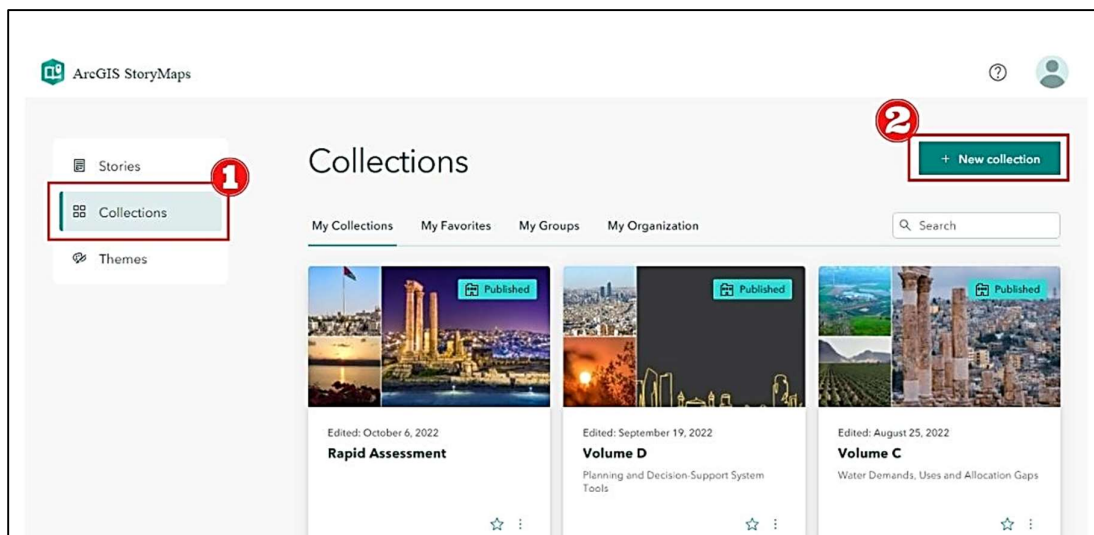 ArcGIS StoryMaps
2
Stories
1
Collections
+ New collection
Collections
My Collections
My Favorites
My Groups
My Organization
Search
Themes
Published
Published
Published
Edited: October 6, 2022
Rapid Assessment
Edited: September 19, 2022
Volume D
Planning and Decision-Support System
Tools
Edited: August 25, 2022
Volume C
Water Demands, Uses and Allocation Gaps